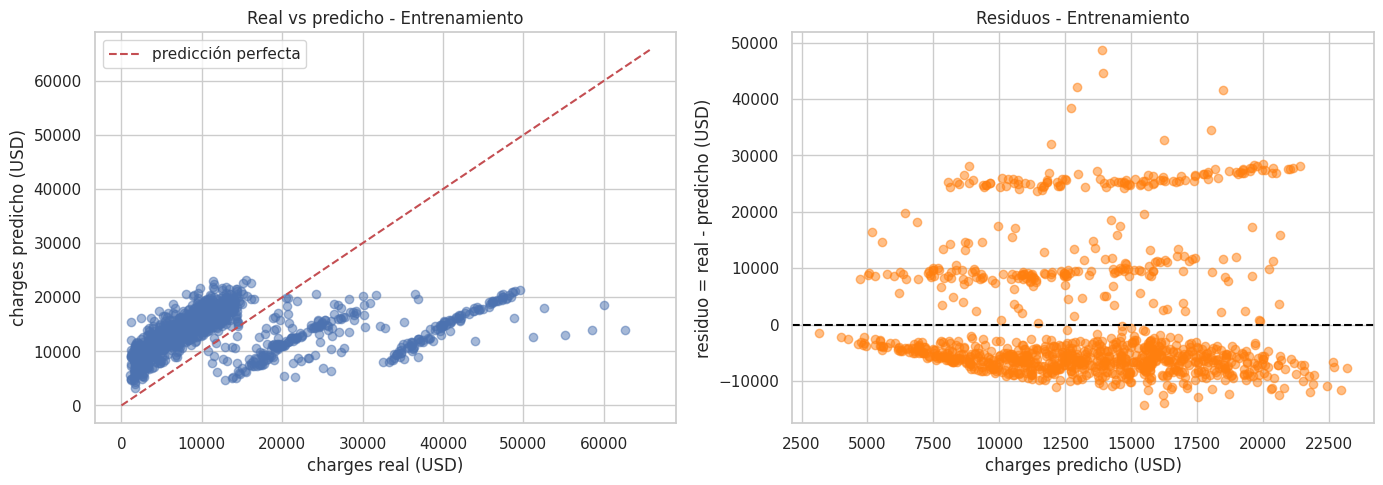 Real vs predicho - Entrenamiento
predicción perfecta
60000
50000
40000
30000
20000
10000
0
charges predicho (USD)
0 10000 20000 30000 40000 50000 60000
charges real (USD)
Residuos - Entrenamiento
50000
40000
30000
20000
10000
0
−10000
residuo = real - predicho (USD)
2500 5000 7500 10000 12500 15000 17500 20000 22500
charges predicho (USD)